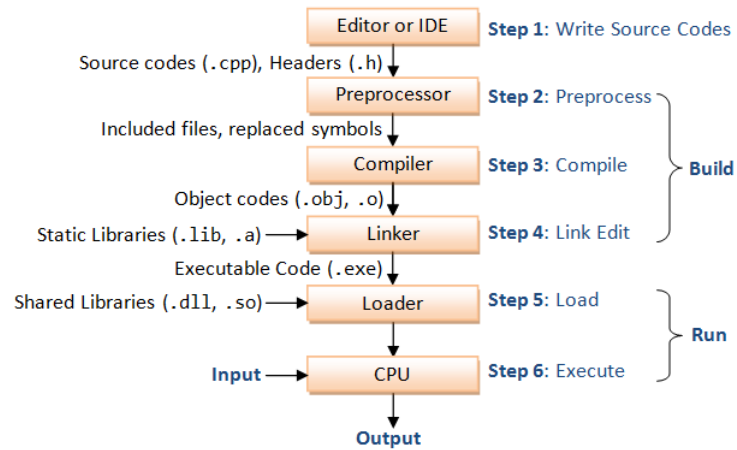 Editor or IDE
Step 1: Write Source Codes
Source codes (.cpp), Headers (.h)
Preprocessor
Step 2: Preprocess
Included files, replaced symbols
Compiler
Step 3: Compile
Build
Object codes (.obj, .o)
Static Libraries (.lib, .a)
Linker
Step 4: Link Edit
Executable Code (.exe)
Shared Libraries (.dll, .so)
Loader
Step 5: Load
Run
Input
CPU
Step 6: Execute
Output